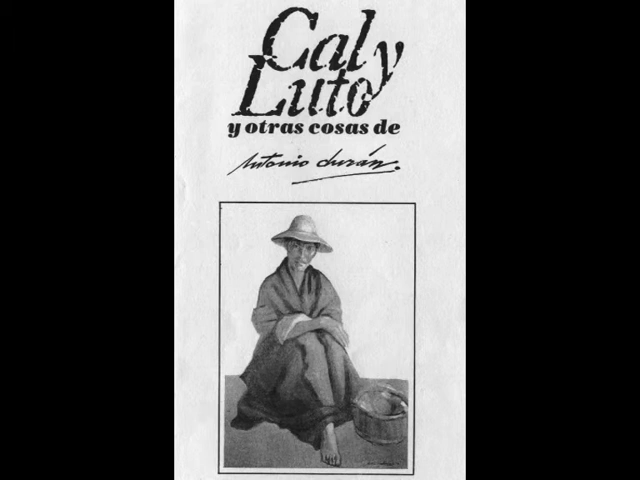 Cal y
Luto
y otras cosas de
Antonio durán.